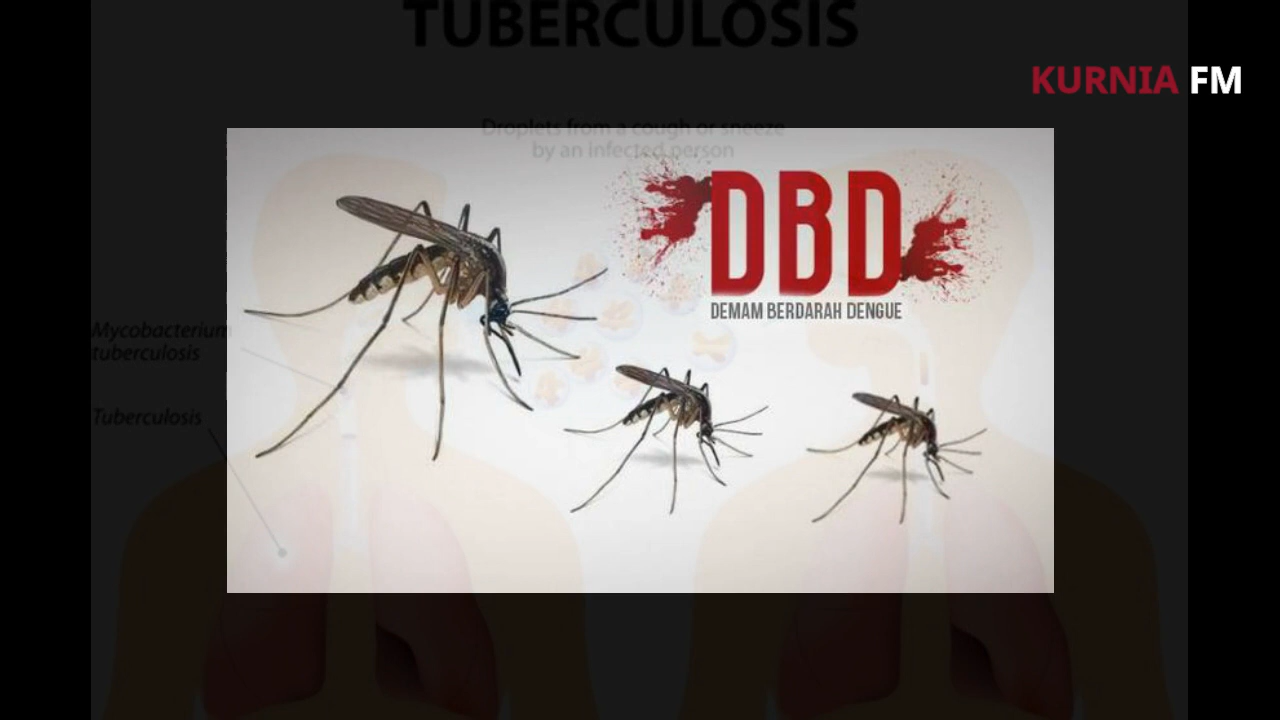 TUBERCULOSIS
KURNIA FM
Droplets from a cough or sneeze
by an infected person
DBD
DEMAM BERDARAH DENGUE
Mycobacterium
tuberculosis
Tuberculosis